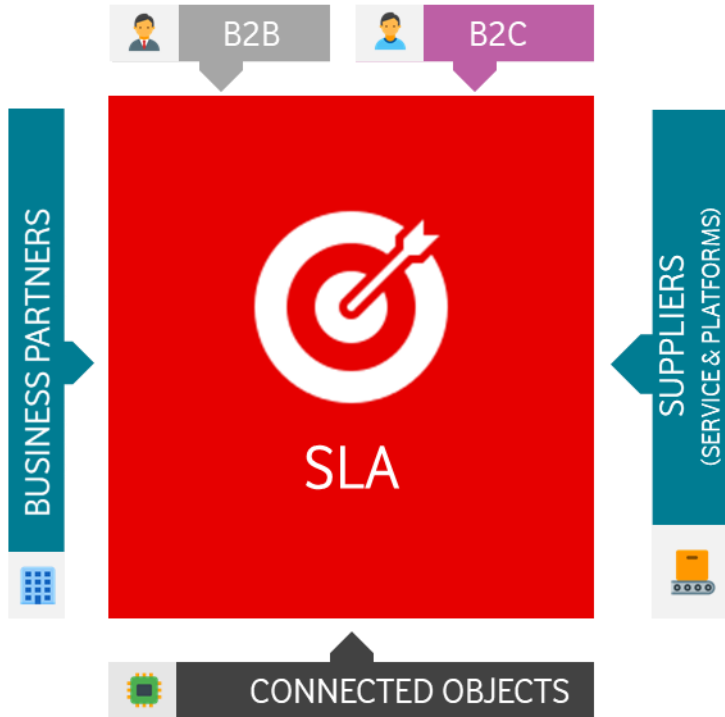 B2B
B2C
BUSINESS PARTNERS
SLA
SUPPLIERS
(SERVICE & PLATFORMS)
CONNECTED OBJECTS